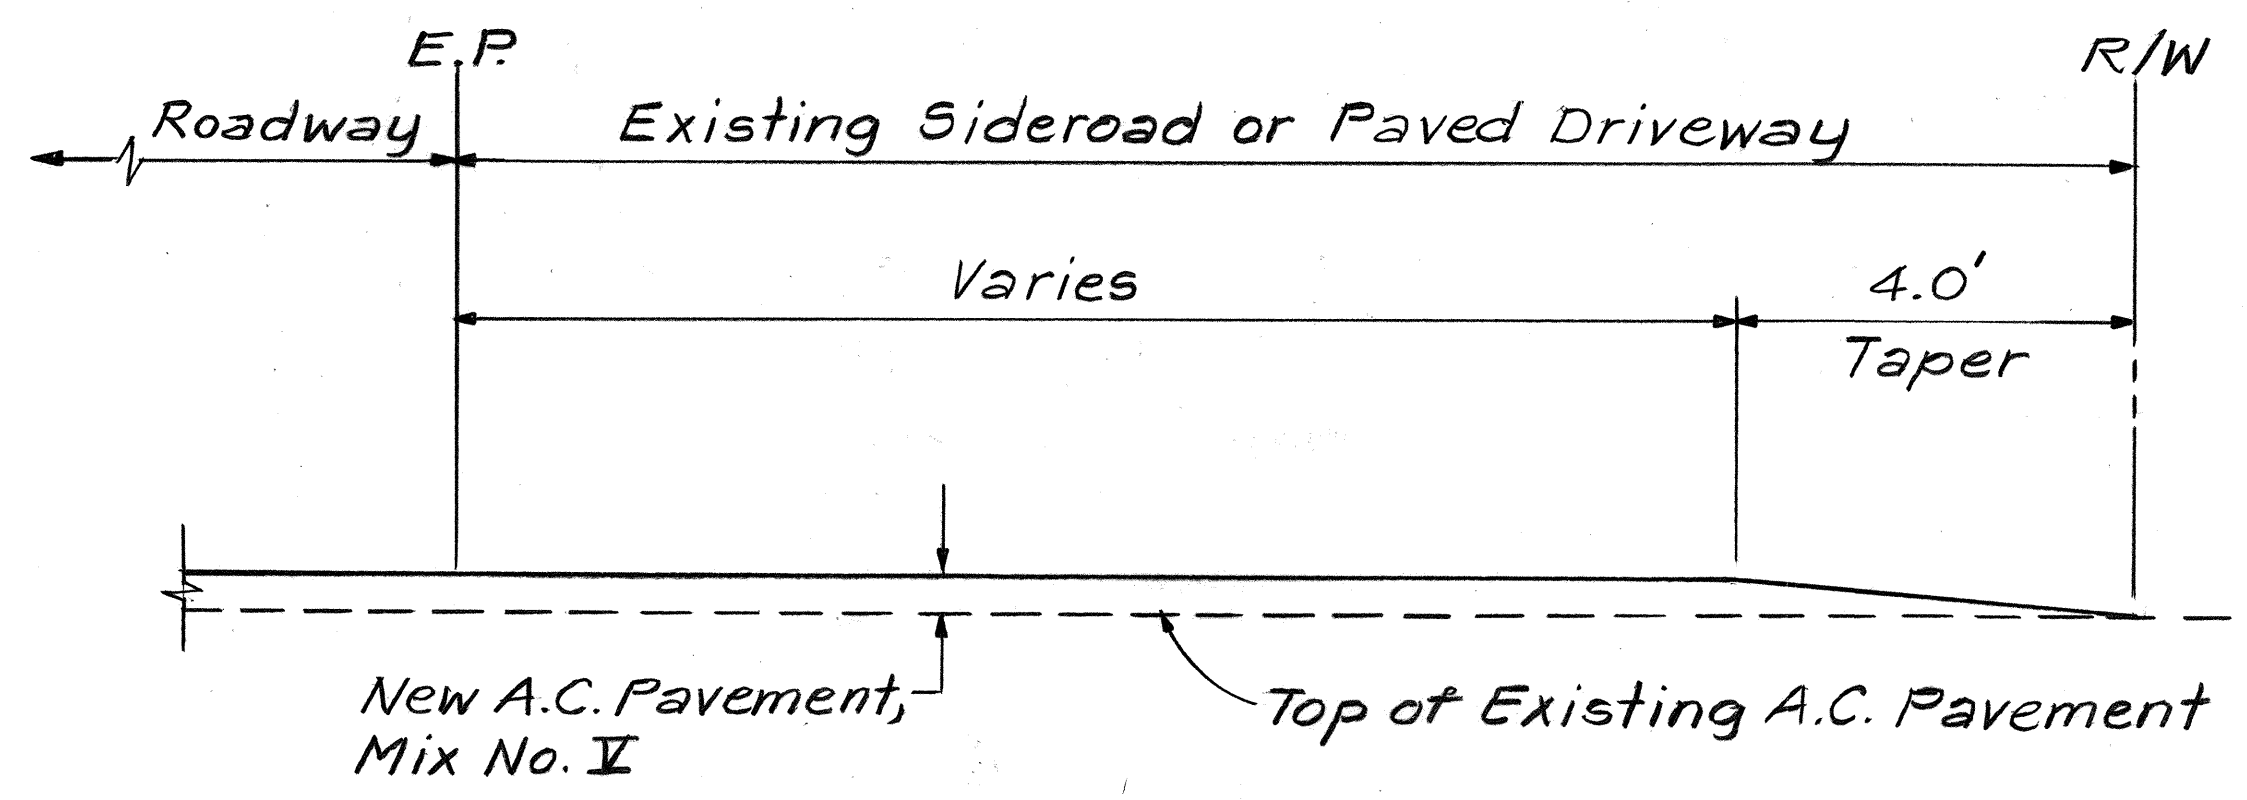 E.P.
R/W
Roadway
Existing Sideroad or Paved Driveway
Varies
4.0'
Taper
New A.C. Pavement,
Mix No. V
Top of Existing A.C. Pavement